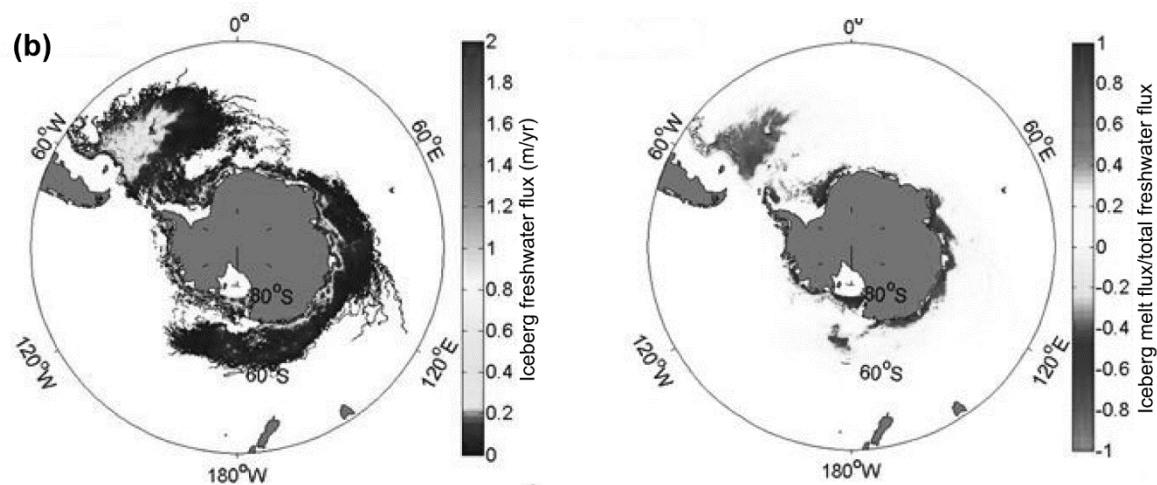 (b)
0°
60°W
60°E
120°W
120°E
180°W
80°S
60°S
2
1.8
1.6
1.4
1.2
1
0.8
0.6
0.4
0.2
0
Iceberg freshwater flux (m/yr)
0°
60°W
60°E
120°W
120°E
180°W
80°S
60°S
1
0.8
0.6
0.4
0.2
0
-0.2
-0.4
-0.6
-0.8
-1
Iceberg melt flux/total freshwater flux